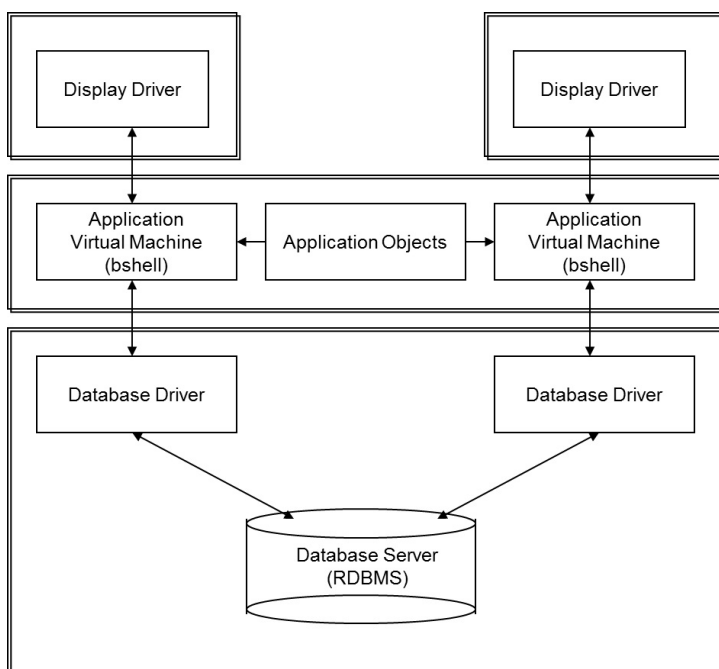 Display Driver
Display Driver
Application
Virtual Machine
(bshell)
Application Objects
Application
Virtual Machine
(bshell)
Database Driver
Database Driver
Database Server
(RDBMS)